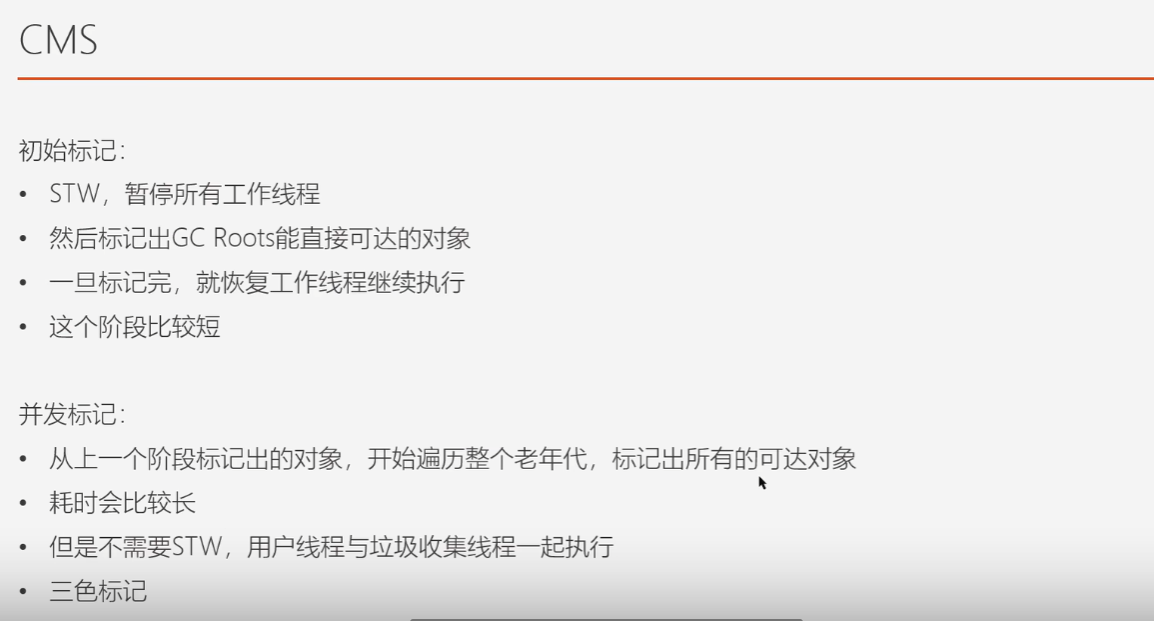 CMS
初始标记：
• STW，暂停所有工作线程
• 然后标记出GC Roots能直接可达的对象
• 一旦标记完，就恢复工作线程继续执行
• 这个阶段比较短
并发标记：
• 从上一个阶段标记出的对象，开始遍历整个老年代，标记出所有的可达对象
• 耗时会比较长
• 但是不需要STW，用户线程与垃圾收集线程一起执行
• 三色标记